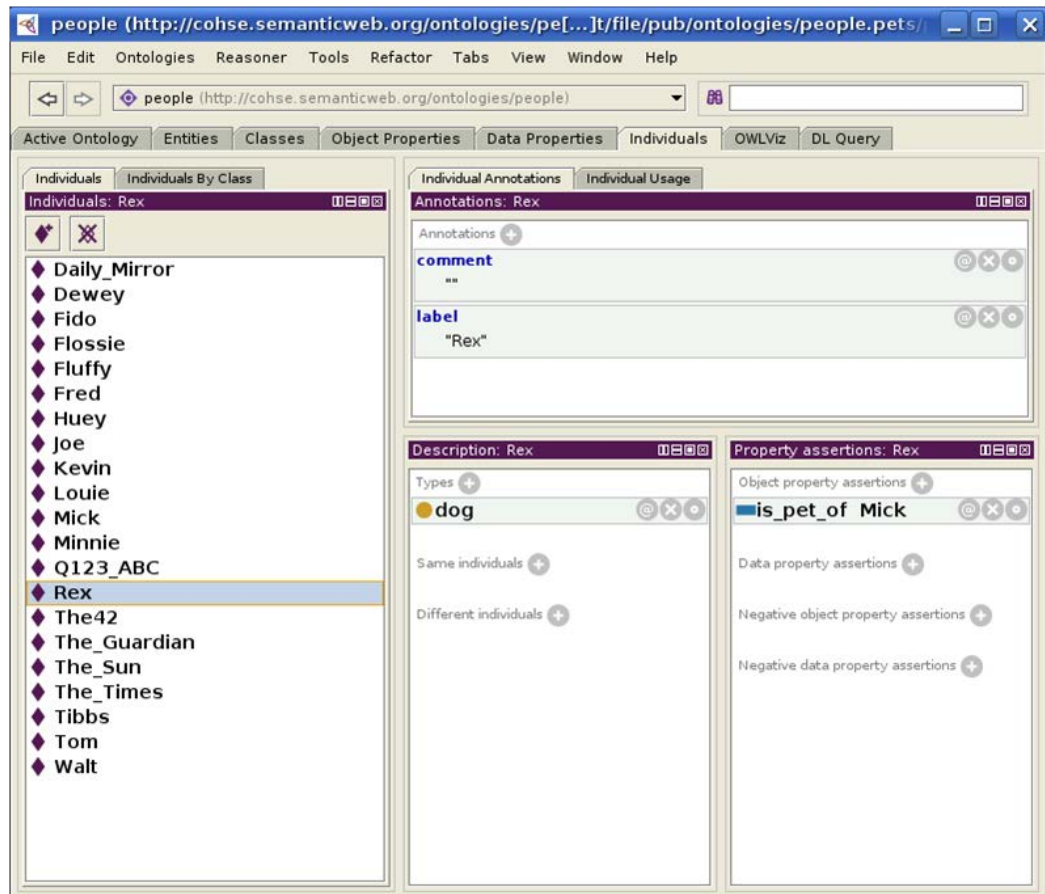 people (http://cohse.semanticweb.org/ontologies/pe[...]t/file/pub/ontologies/people.pets/
File Edit Ontologies Reasoner Tools Refactor Tabs View Window Help
people (http://cohse.semanticweb.org/ontologies/people)
Active Ontology Entities Classes Object Properties Data Properties Individuals OWLViz DL Query
Individuals Individuals By Class
Individuals: Rex
Daily_Mirror
Dewey
Fido
Flossie
Fluffy
Fred
Huey
Joe
Kevin
Louie
Mick
Minnie
Q123_ABC
Rex
The42
The_Guardian
The_Sun
The_Times
Tibbs
Tom
Walt
Individual Annotations Individual Usage
Annotations: Rex
Annotations
comment
""
label
"Rex"
Description: Rex
Types
dog
Same individuals
Different individuals
Property assertions: Rex
Object property assertions
is_pet_of Mick
Data property assertions
Negative object property assertions
Negative data property assertions